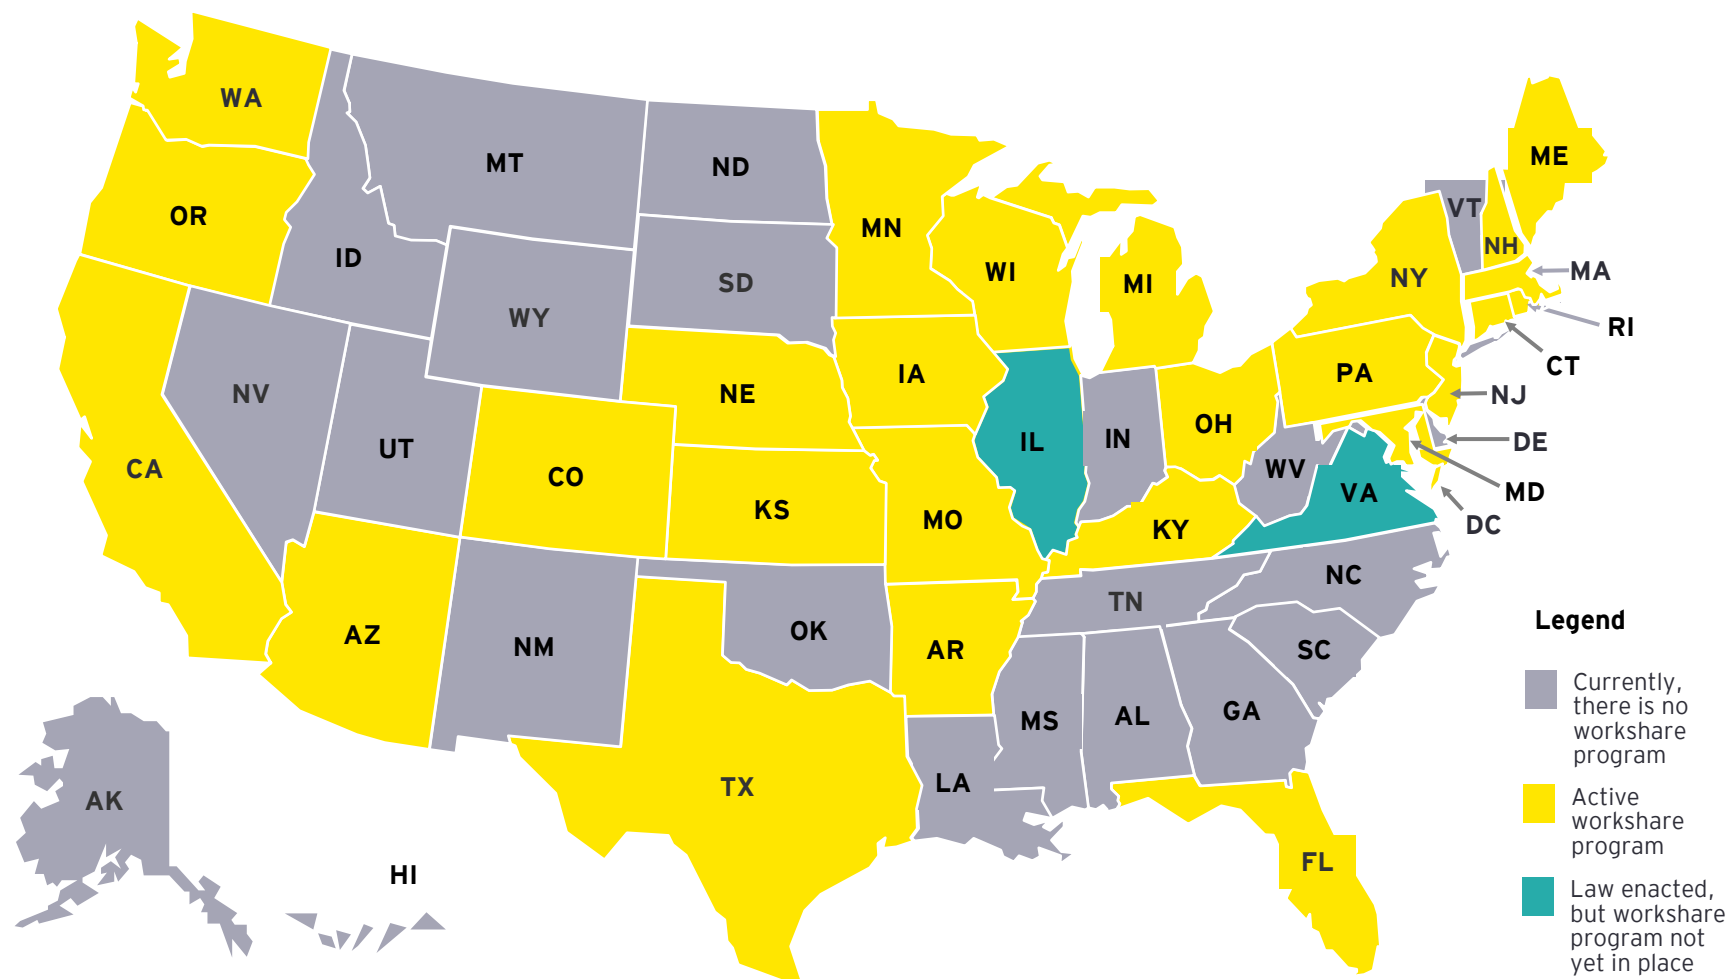 WA
MT
ND
ME
OR
ID
MN
VT
NH
WY
SD
WI
MI
NY
MA
RI
NV
UT
NE
IA
PA
CT
NJ
CA
CO
IL
IN
OH
DE
WV
VA
MD
KS
MO
KY
DC
AZ
NM
OK
AR
TN
NC
SC
MS
AL
GA
TX
LA
AK
HI
FL
Legend
Currently,
there is no
workshare
program
Active
workshare
program
Law enacted,
but workshare
program not
yet in place